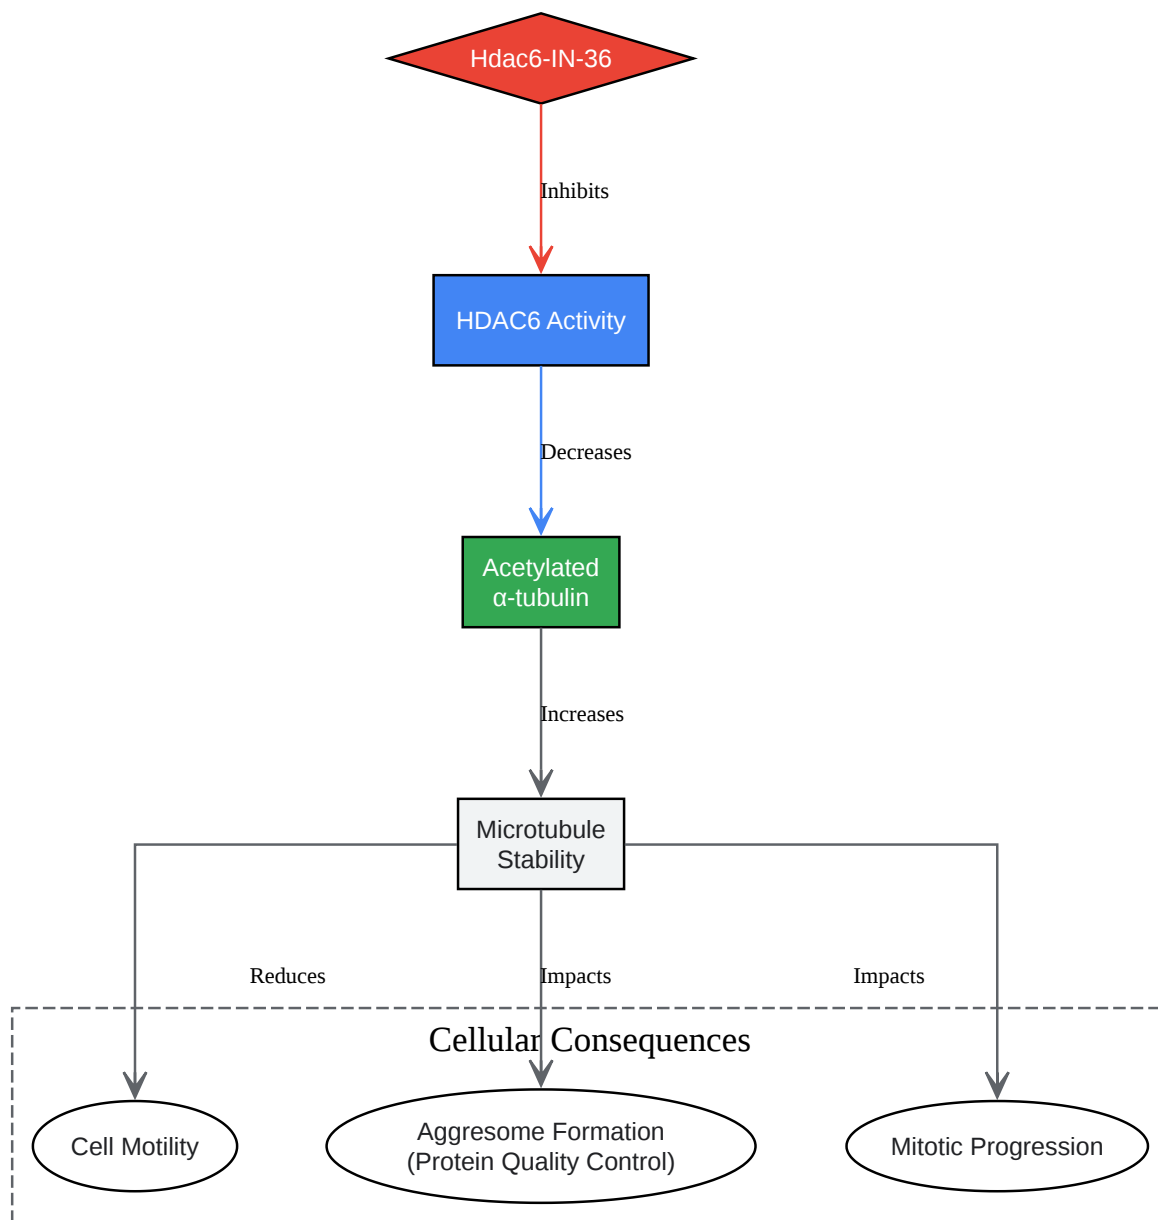 Hdac6-IN-36
Inhibits
HDAC6 Activity
Decreases
Acetylated
α-tubulin
Increases
Microtubule
Stability
Reduces
Impacts
Impacts
Cellular Consequences
Cell Motility
Aggresome Formation
(Protein Quality Control)
Mitotic Progression